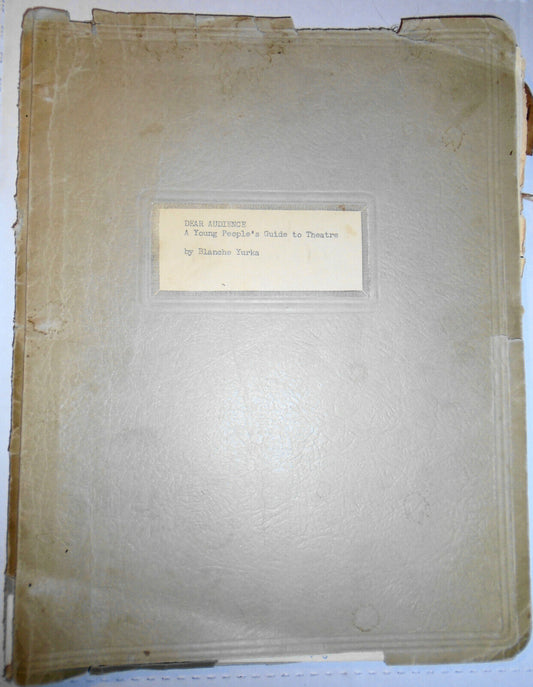 DEAR AUDIENCE
A Young People's Guide to Theatre
by Blanche Yurka